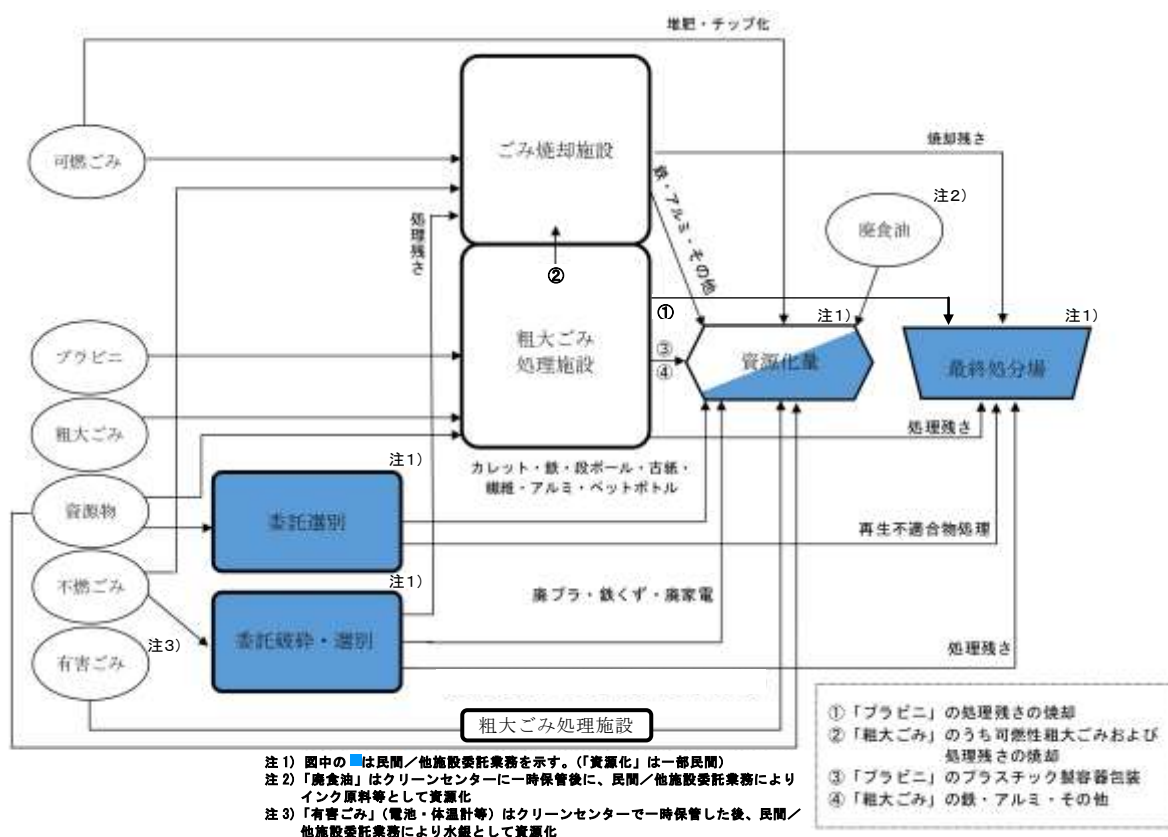 堆肥・チップ化
可燃ごみ
ごみ焼却施設
焼却残さ
鉄・アルミ・その他
処理残さ
注2)
廃食油
②
①
プラビニ
粗大ごみ
処理施設
③
④
注1)
資源化量
注1)
最終処分場
粗大ごみ
処理残さ
カレット・鉄・段ボール・古紙・
繊維・アルミ・ペットボトル
注1)
資源物
委託選別
再生不適合物処理
不燃ごみ
注1)
廃プラ・鉄くず・廃家電
委託破砕・選別
注3)
有害ごみ
処理残さ
粗大ごみ処理施設
①「プラビニ」の処理残さの焼却
②「粗大ごみ」のうち可燃性粗大ごみおよび
処理残さの焼却
③「プラビニ」のプラスチック製容器包装
④「粗大ごみ」の鉄・アルミ・その他
注1) 図中の■は民間/他施設委託業務を示す。(「資源化」は一部民間)
注2)「廃食油」はクリーンセンターに一時保管後に、民間/他施設委託業務により
インク原料等として資源化
注3)「有害ごみ」(電池・体温計等)はクリーンセンターで一時保管した後、民間/
他施設委託業務により水銀として資源化